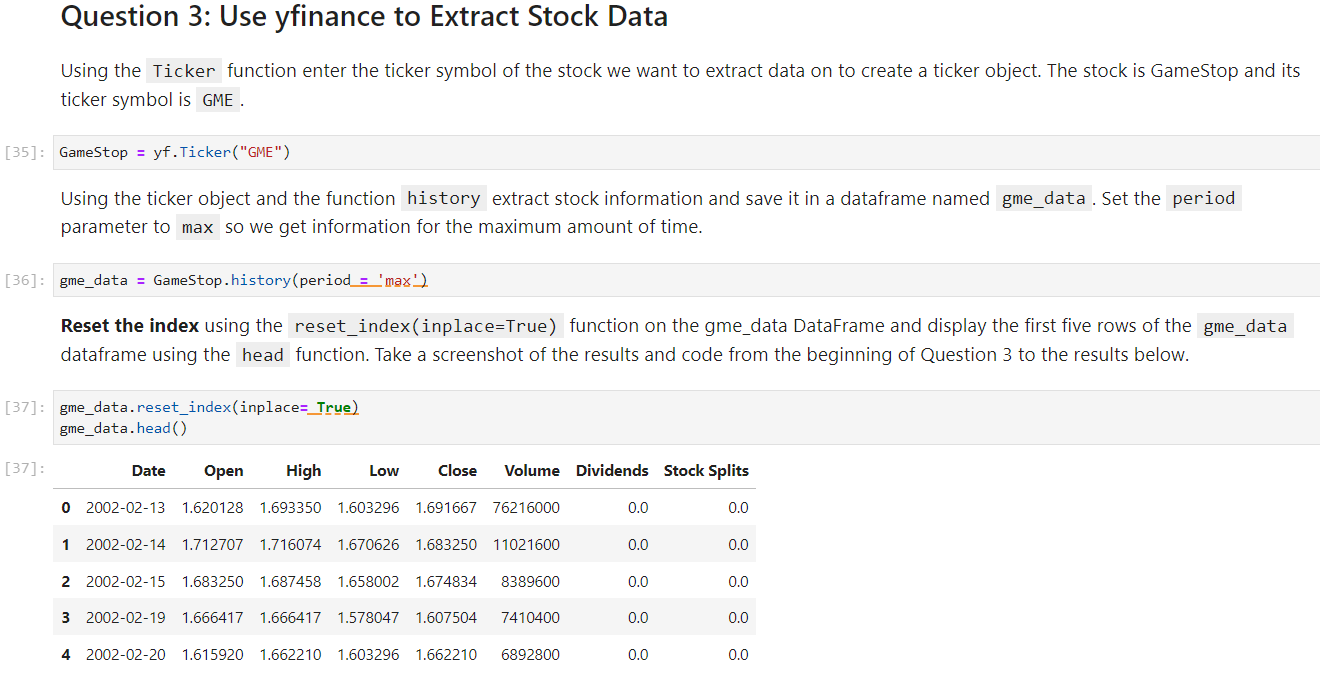 Question 3: Use yfinance to Extract Stock Data
Using the Ticker function enter the ticker symbol of the stock we want to extract data on to create a ticker object. The stock is GameStop and its
ticker symbol is GME .
[35]: GameStop = yf.Ticker("GME")
Using the ticker object and the function history extract stock information and save it in a dataframe named gme_data . Set the period
parameter to max so we get information for the maximum amount of time.
[36]: gme_data = GameStop.history(period = 'max')
Reset the index using the reset_index(inplace=True) function on the gme_data DataFrame and display the first five rows of the gme_data
dataframe using the head function. Take a screenshot of the results and code from the beginning of Question 3 to the results below.
[37]: gme_data.reset_index(inplace= True)
gme_data.head()
[37]: Date Open High Low Close Volume Dividends Stock Splits
0 2002-02-13 1.620128 1.693350 1.603296 1.691667 76216000 0.0 0.0
1 2002-02-14 1.712707 1.716074 1.670626 1.683250 11021600 0.0 0.0
2 2002-02-15 1.683250 1.687458 1.658002 1.674834 8389600 0.0 0.0
3 2002-02-19 1.666417 1.666417 1.578047 1.607504 7410400 0.0 0.0
4 2002-02-20 1.615920 1.662210 1.603296 1.662210 6892800 0.0 0.0